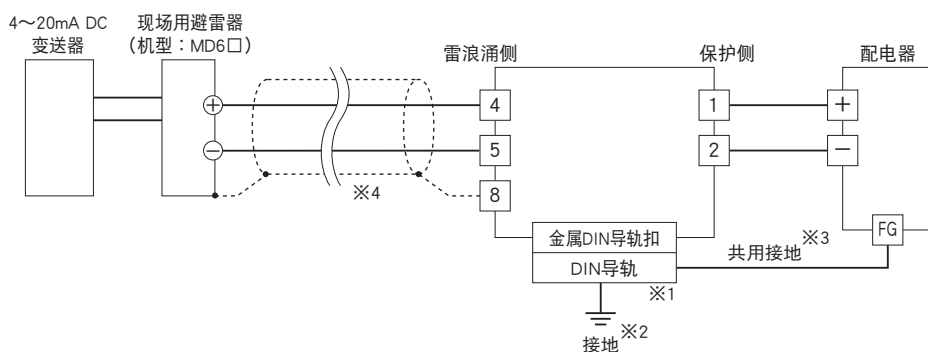 4～20mA DC
变送器
现场用避雷器
（机型：MD6□）
雷浪涌侧
保护侧
配电器
+
4
1
+
−
5
2
−
※4
8
FG
金属DIN导轨扣
共用接地※3
DIN导轨
※1
接地※2